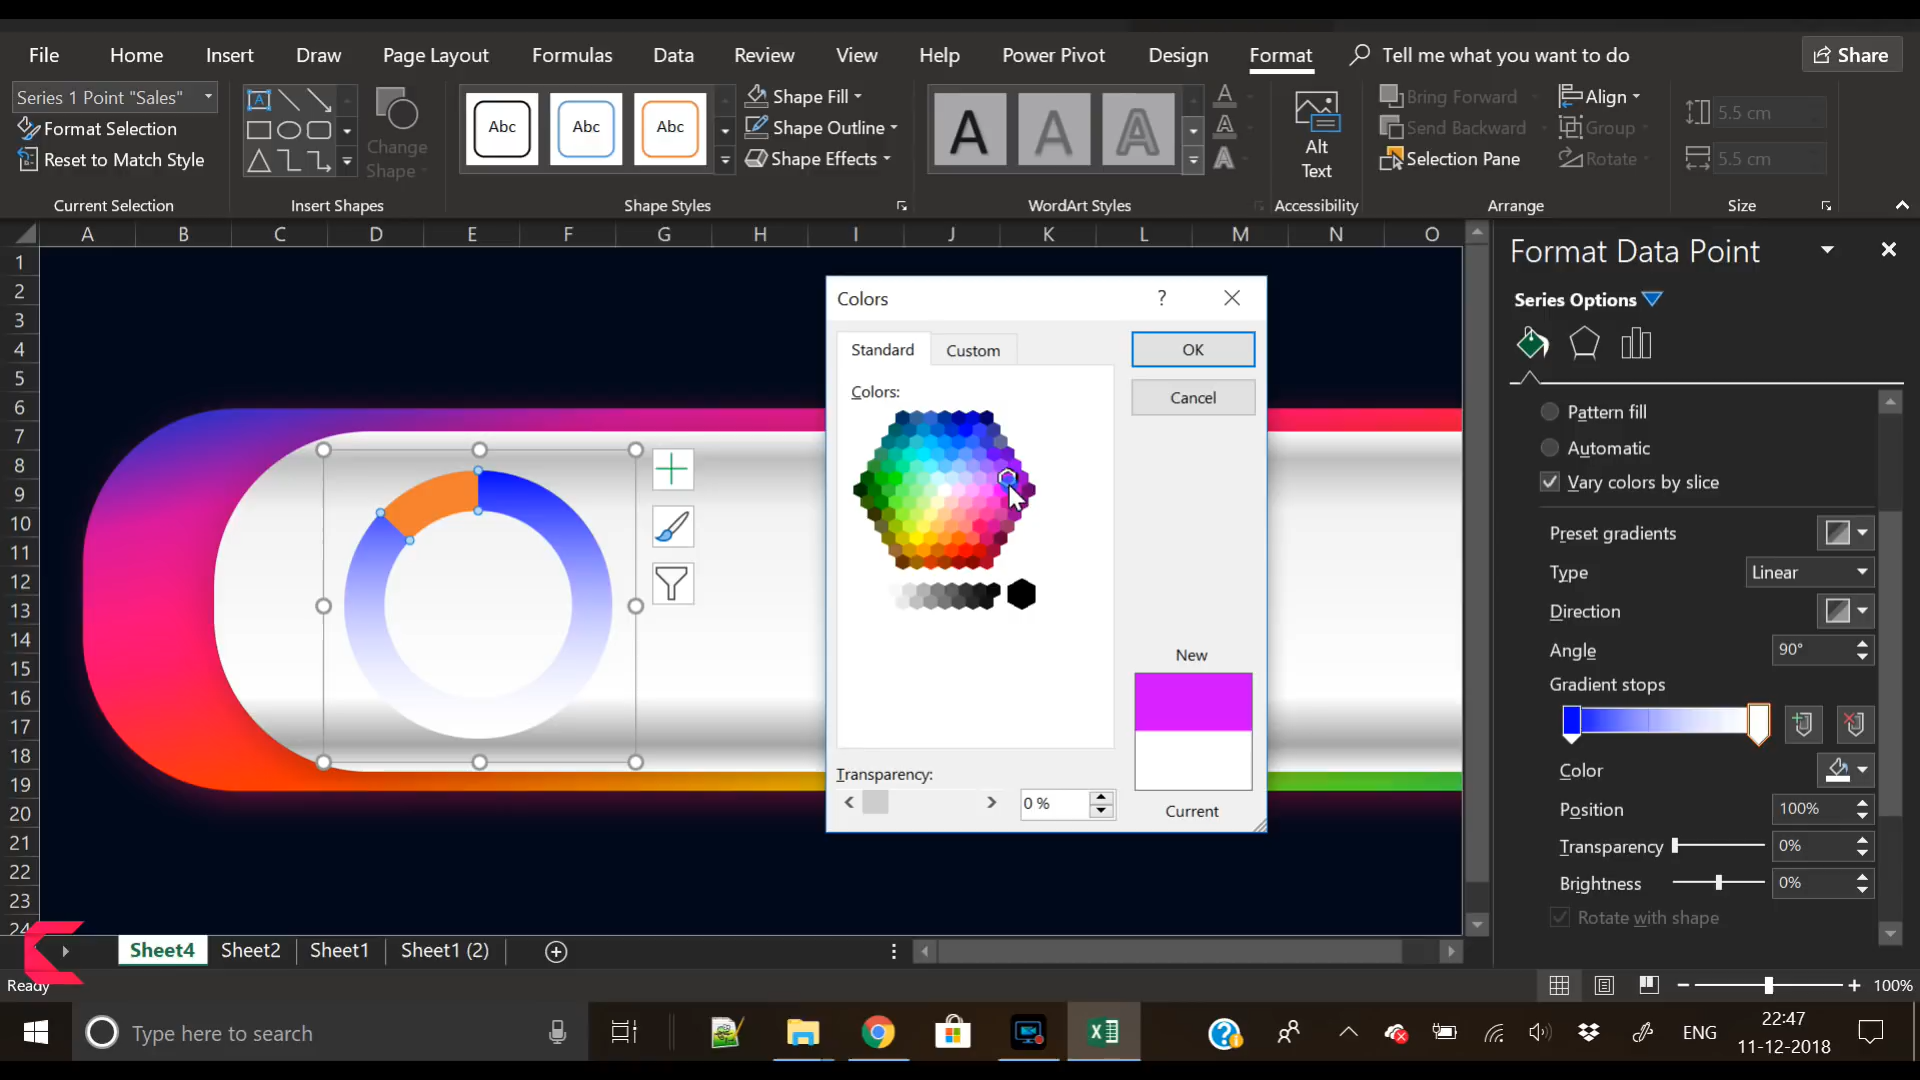 File Home Insert Draw Page Layout Formulas Data Review View Help Power Pivot Design Format Tell me what you want to do Share
Series 1 Point "Sales"
Format Selection
Reset to Match Style
Current Selection
Change
Shape
Insert Shapes
Abc Abc Abc
Shape Fill
Shape Outline
Shape Effects
Shape Styles
A A A
WordArt Styles
Alt
Text
Accessibility
Bring Forward
Send Backward
Selection Pane
Align
Group
Rotate
Arrange
5.5 cm
5.5 cm
Size
A B C D E F G H I J K L M N O
1
2
3
4
5
6
7
8
9
10
11
12
13
14
15
16
17
18
19
20
21
22
23
24
Colors ?
Standard Custom
Colors:
OK
Cancel
New
Current
Transparency:
0 %
Format Data Point
Series Options
Pattern fill
Automatic
Vary colors by slice
Preset gradients
Type Linear
Direction
Angle 90°
Gradient stops
Color
Position 100%
Transparency 0%
Brightness 0%
Rotate with shape
Sheet4 Sheet2 Sheet1 Sheet1 (2)
Ready
100%
Type here to search
ENG
22:47
11-12-2018